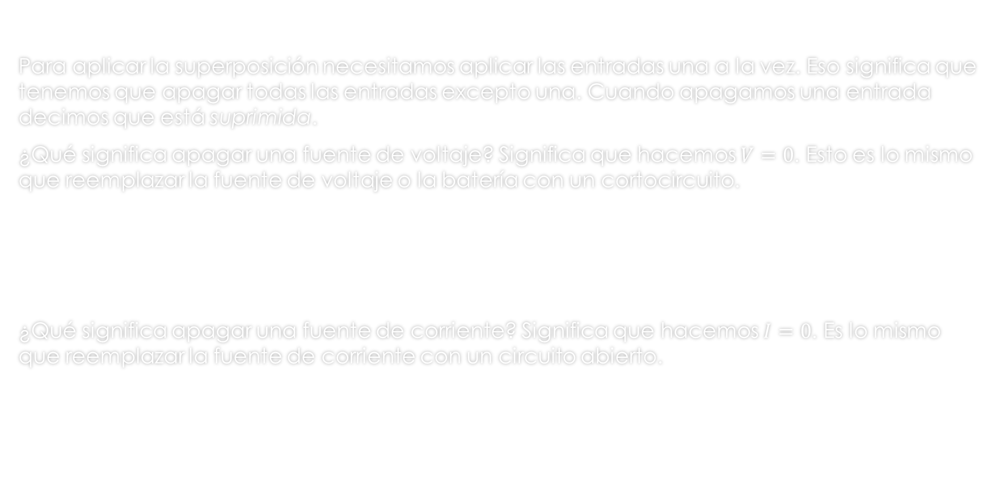 Para aplicar la superposición necesitamos aplicar las entradas una a la vez. Eso significa que
tenemos que apagar todas las entradas excepto una. Cuando apagamos una entrada
decimos que está suprimida.
¿Qué significa apagar una fuente de voltaje? Significa que hacemos V = 0. Esto es lo mismo
que reemplazar la fuente de voltaje o la batería con un cortocircuito.
¿Qué significa apagar una fuente de corriente? Significa que hacemos I = 0. Es lo mismo
que reemplazar la fuente de corriente con un circuito abierto.